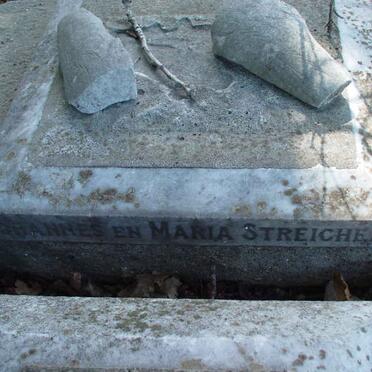 OHANNES EN MARIA STREICHE